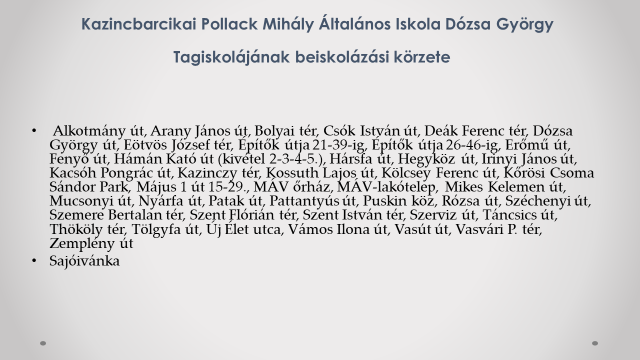 Kazincbarcikai Pollack Mihály Általános Iskola Dózsa György
Tagiskolájának beiskolázási körzete
• Alkotmány út, Arany János út, Bolyai tér, Csók István út, Deák Ferenc tér, Dózsa
György út, Eötvös József tér, Építők útja 21-39-ig, Építők útja 26-46-ig, Erőmű út,
Fenyő út, Hámán Kató út (kivétel 2-3-4-5.), Hársfa út, Hegyköz út, Irinyi János út,
Kacsóh Pongrác út, Kazinczy tér, Kossuth Lajos út, Kölcsey Ferenc út, Kőrösi Csoma
Sándor Park, Május 1 út 15-29., MÁV őrház, MÁV-lakótelep, Mikes Kelemen út,
Mucsonyi út, Nyárfa út, Patak út, Pattantyús út, Puskin köz, Rózsa út, Széchenyi út,
Szemere Bertalan tér, Szent Flórián tér, Szent István tér, Szerviz út, Táncsics út,
Thököly tér, Tölgyfa út, Új Élet utca, Vámos Ilona út, Vasút út, Vasvári P. tér,
Zemplény út
• Sajóivánka